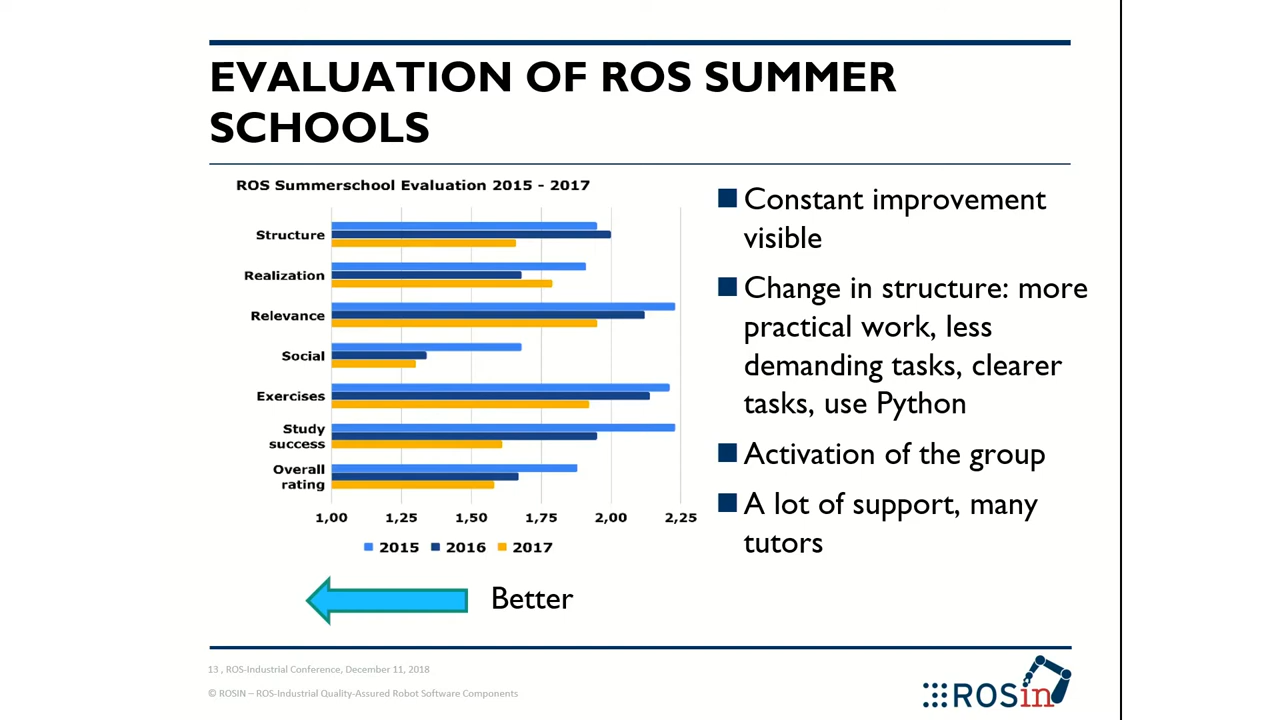 EVALUATION OF ROS SUMMER
SCHOOLS
ROS Summerschool Evaluation 2015 - 2017
Structure
Realization
Relevance
Social
Exercises
Study
success
Overall
rating
1,00 1,25 1,50 1,75 2,00 2,25
2015 2016 2017
Better
Constant improvement
visible
Change in structure: more
practical work, less
demanding tasks, clearer
tasks, use Python
Activation of the group
A lot of support, many
tutors
13 , ROS-Industrial Conference, December 11, 2018
© ROSIN – ROS-Industrial Quality-Assured Robot Software Components
ROSin